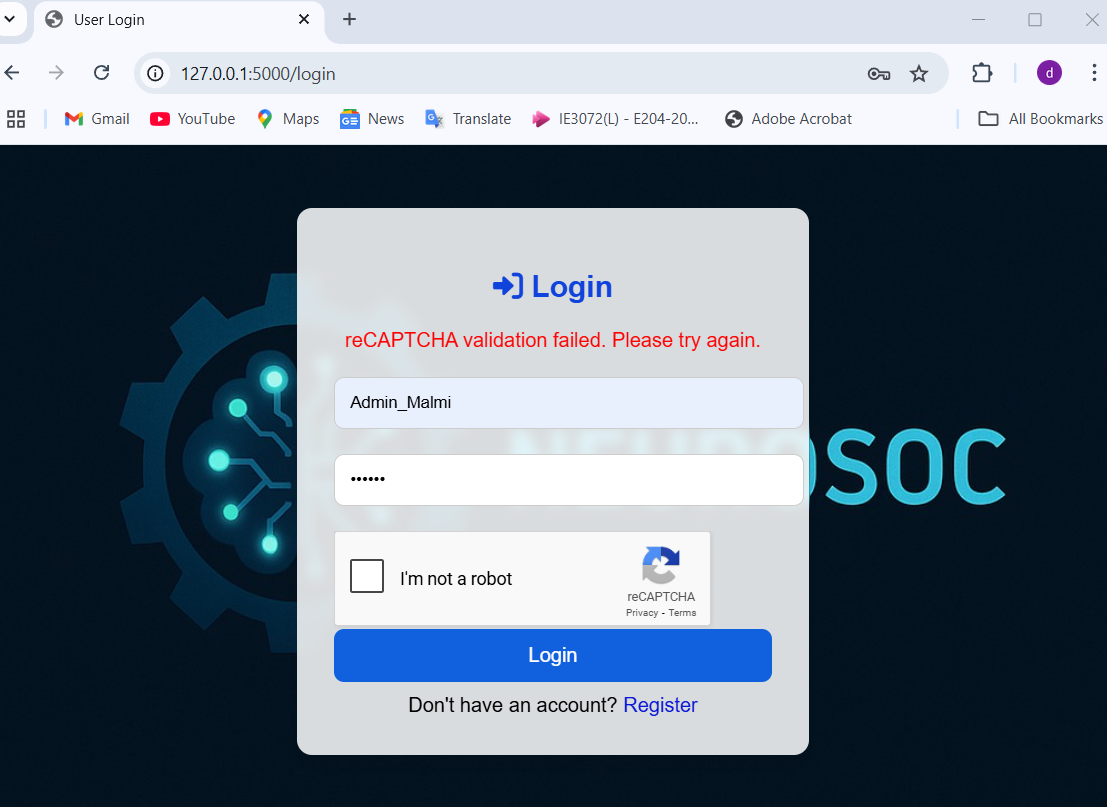 User Login
127.0.0.1:5000/login
d
Gmail YouTube Maps News Translate IE3072(L) - E204-20... Adobe Acrobat All Bookmarks
Login
reCAPTCHA validation failed. Please try again.
Admin_Malmi
••••••
SOC
I'm not a robot
reCAPTCHA
Privacy - Terms
Login
Don't have an account? Register